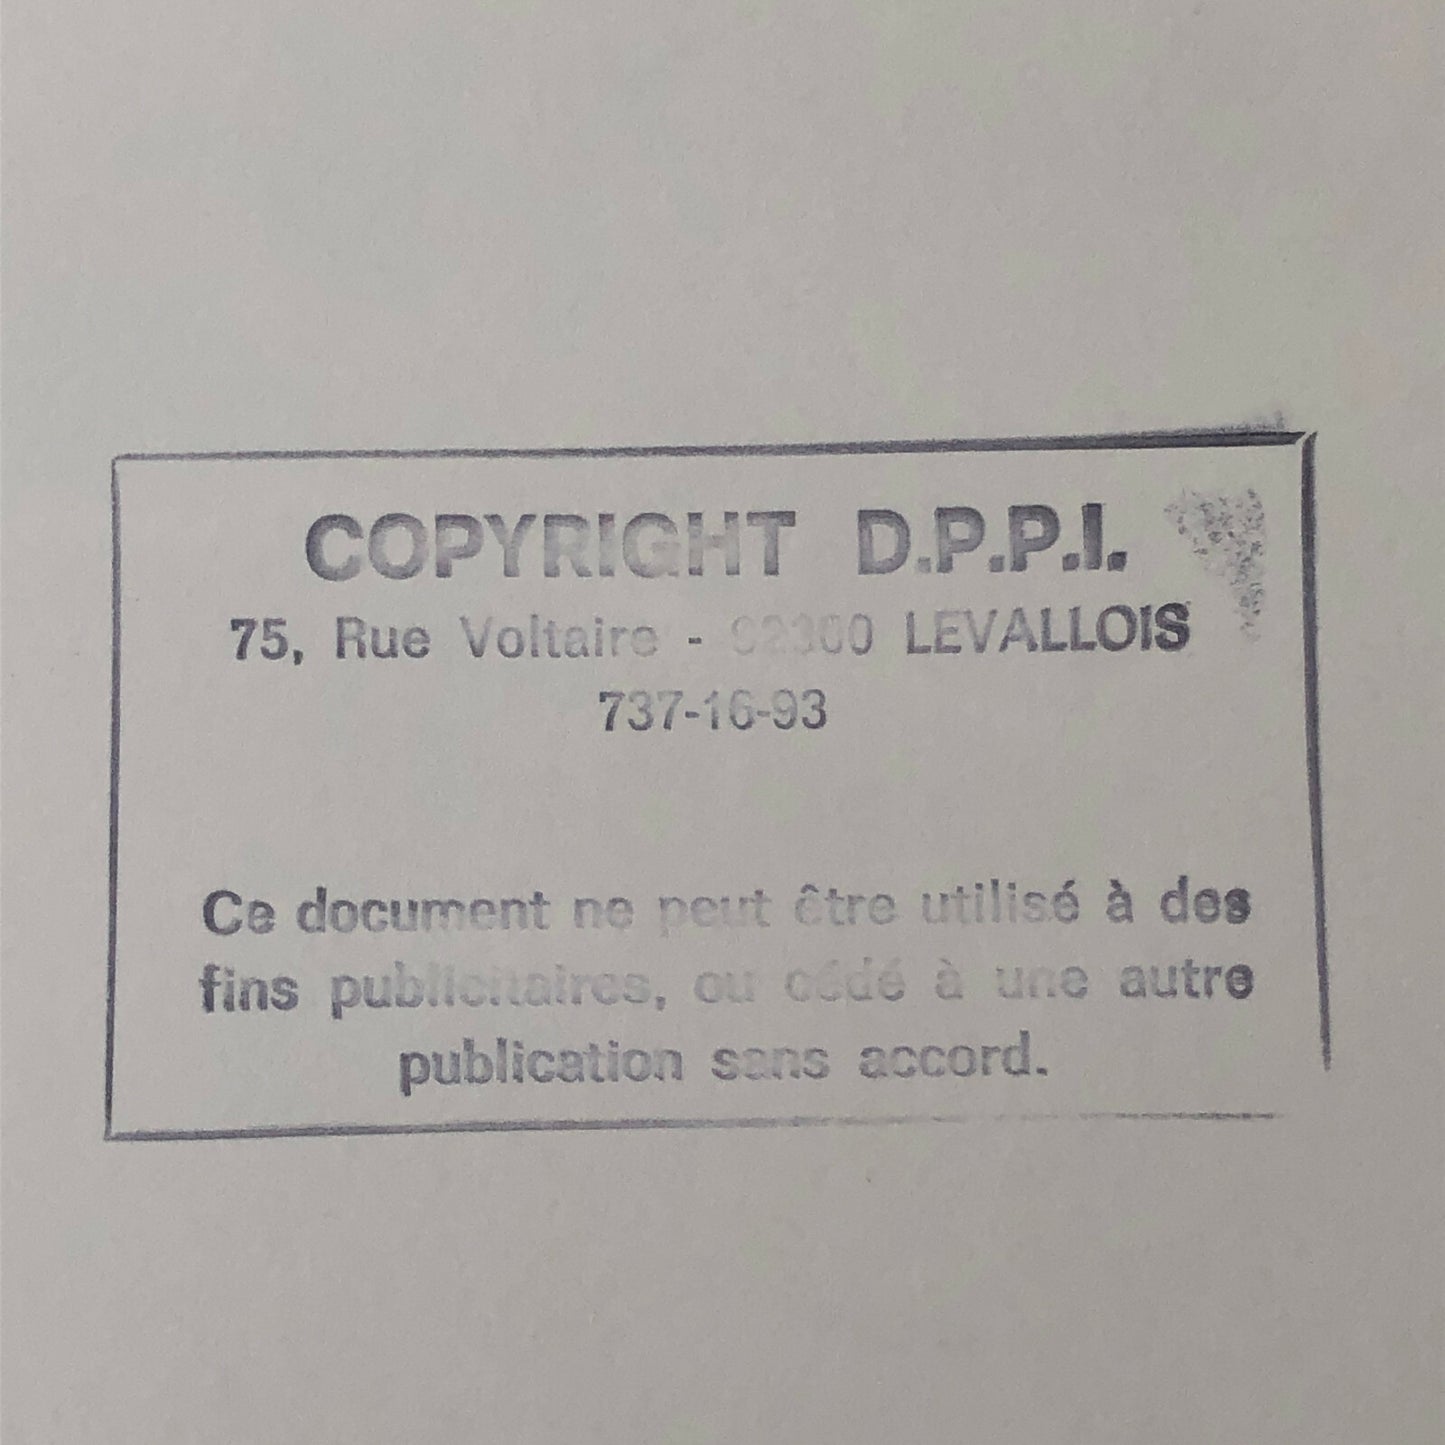 COPYRIGHT D.P.P.I.
75, Rue Voltaire - 92300 LEVALLOIS
737-16-93
Ce document ne peut être utilisé à des
fins publicitaires, ou cédé à une autre
publication sans accord.